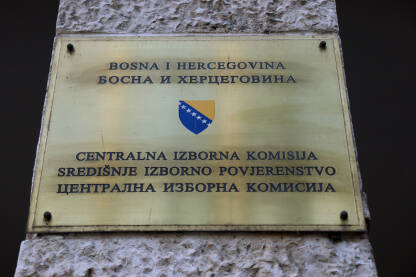 BOSNA I HERCEGOVINA
БОСНА И ХЕРЦЕГОВИНА
CENTRALNA IZBORNA KOMISIJA
SREDIŠNJE IZBORNO POVJERENSTVO
ЦЕНТРАЛНА ИЗБОРНА КОМИСИЈА